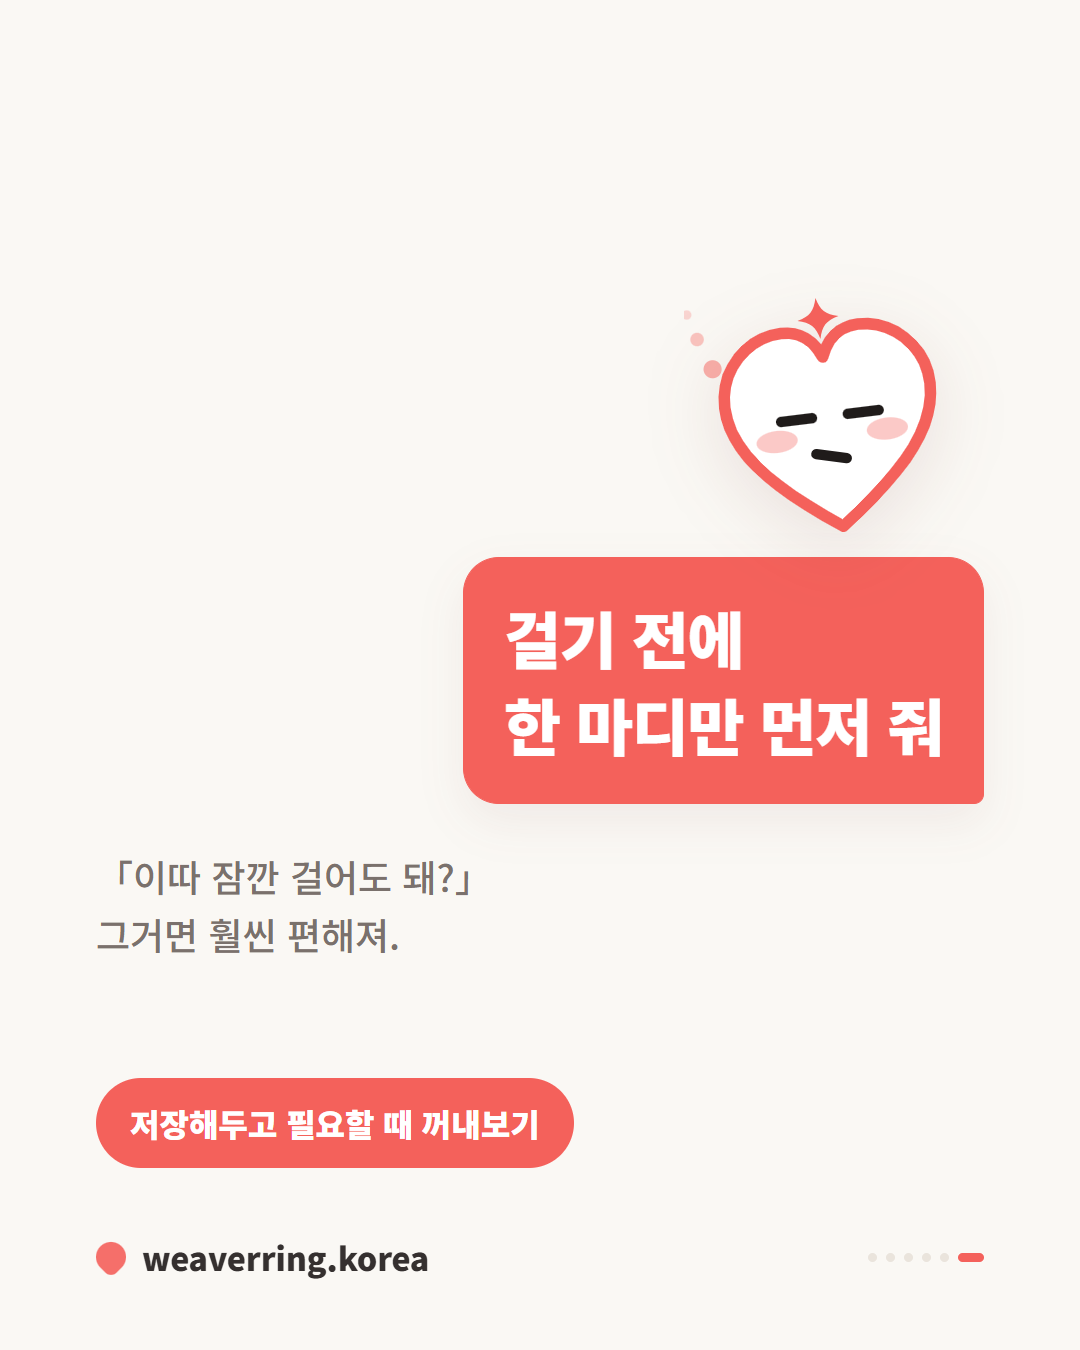 걸기 전에
한 마디만 먼저 줘
「이따 잠깐 걸어도 돼?」
그거면 훨씬 편해져.
저장해두고 필요할 때 꺼내보기
weaverring.korea